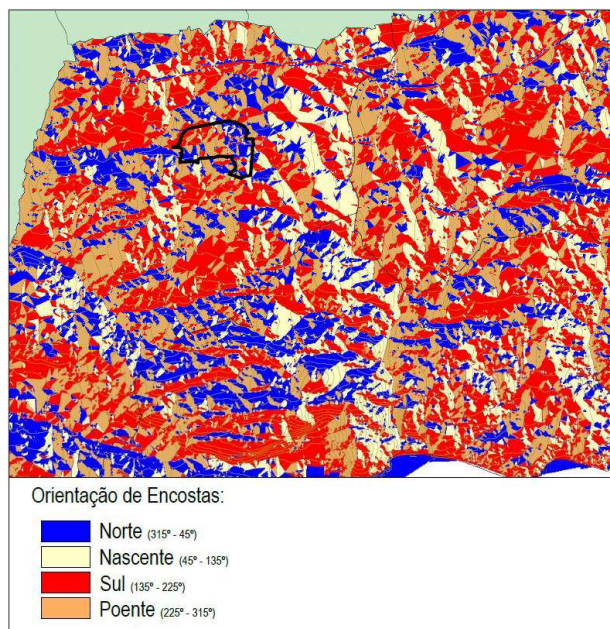 Orientação de Encostas:
Norte (315º - 45º)
Nascente (45º - 135º)
Sul (135º - 225º)
Poente (225º - 315º)